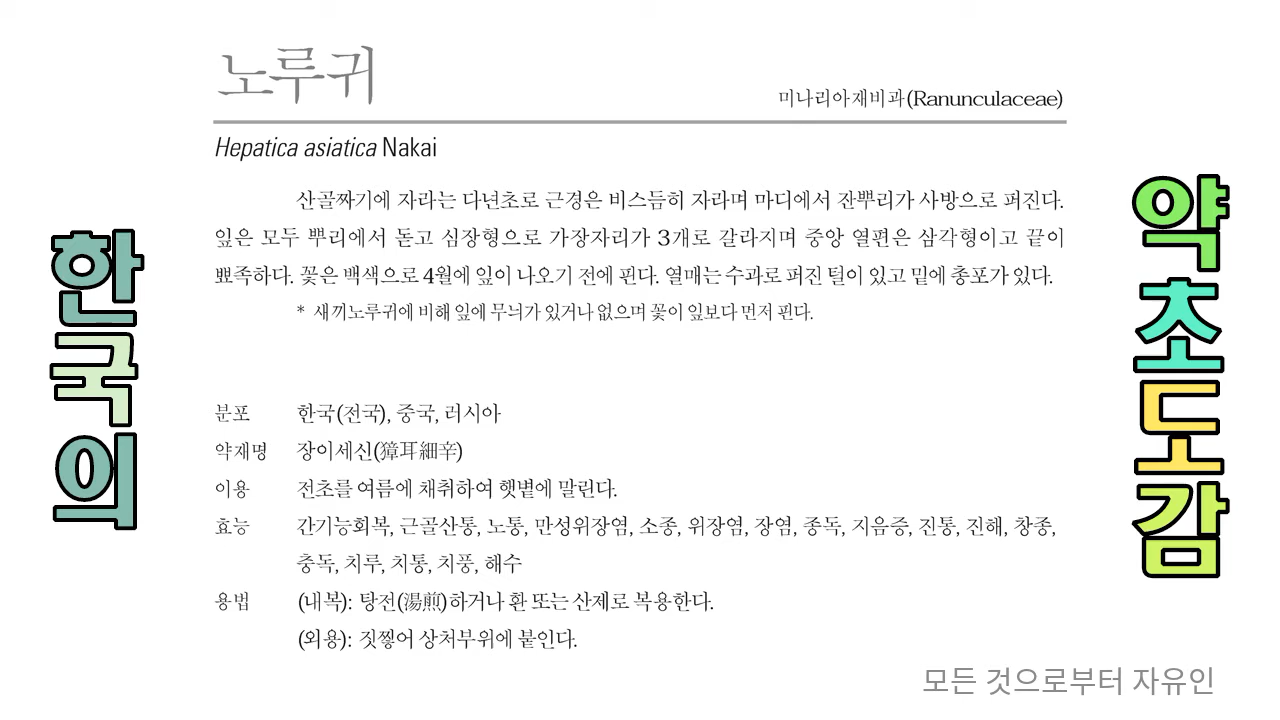 한국의
노루귀
미나리아재비과(Ranunculaceae)
Hepatica asiatica Nakai
산골짜기에 자라는 다년초로 근경은 비스듬히 자라며 마디에서 잔뿌리가 사방으로 퍼진다.
잎은 모두 뿌리에서 돋고 심장형으로 가장자리가 3개로 갈라지며 중앙 열편은 삼각형이고 끝이
뾰족하다. 꽃은 백색으로 4월에 잎이 나오기 전에 핀다. 열매는 수과로 퍼진 털이 있고 밑에 총포가 있다.
* 새끼노루귀에 비해 잎에 무늬가 있거나 없으며 꽃이 잎보다 먼저 핀다.
분포 한국(전국), 중국, 러시아
약재명 장이세신(獐耳細辛)
이용 전초를 여름에 채취하여 햇볕에 말린다.
효능 간기능회복, 근골산통, 노통, 만성위장염, 소종, 위장염, 장염, 종독, 지음증, 진통, 진해, 창종,
충독, 치루, 치통, 치풍, 해수
용법 (내복): 탕전(湯煎)하거나 환 또는 산제로 복용한다.
(외용): 짓찧어 상처부위에 붙인다.
약초도감
모든 것으로부터 자유인